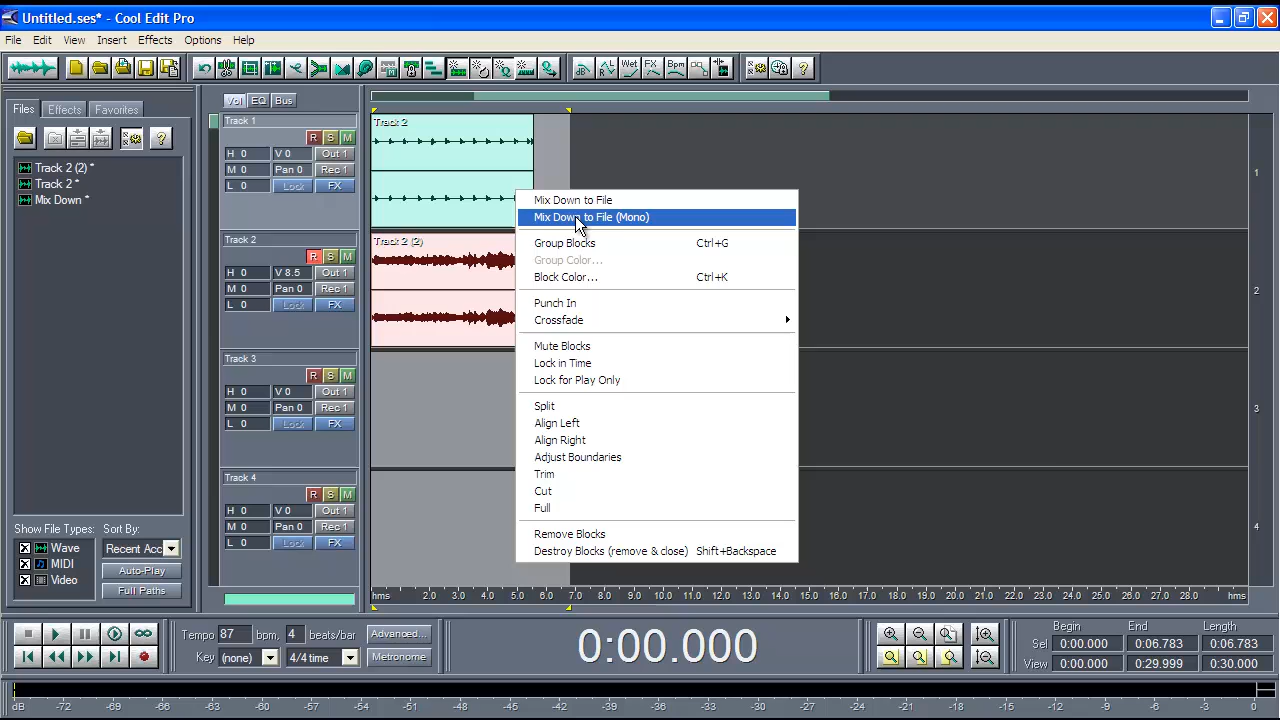 Untitled.ses* - Cool Edit Pro
File Edit View Insert Effects Options Help
Wet FX Bpm
Files Effects Favorites
Track 2 (2) *
Track 2 *
Mix Down *
Show File Types: Sort By:
Wave Recent Acc
MIDI Auto-Play
Video Full Paths
Vol EQ Bus
Track 1
R S M
H 0 V 0 Out 1
M 0 Pan 0 Rec 1
L 0 Lock FX
Track 2
R S M
H 0 V 8.5 Out 1
M 0 Pan 0 Rec 1
L 0 Lock FX
Track 3
R S M
H 0 V 0 Out 1
M 0 Pan 0 Rec 1
L 0 Lock FX
Track 4
R S M
H 0 V 0 Out 1
M 0 Pan 0 Rec 1
L 0 Lock FX
Track 2
Track 2 (2)
1
2
3
4
Mix Down to File
Mix Down to File (Mono)
Group Blocks Ctrl+G
Group Color...
Block Color... Ctrl+K
Punch In
Crossfade
Mute Blocks
Lock in Time
Lock for Play Only
Split
Align Left
Align Right
Adjust Boundaries
Trim
Cut
Full
Remove Blocks
Destroy Blocks (remove & close) Shift+Backspace
hms 2.0 3.0 4.0 5.0 6.0 7.0 8.0 9.0 10.0 11.0 12.0 13.0 14.0 15.0 16.0 17.0 18.0 19.0 20.0 21.0 22.0 23.0 24.0 25.0 26.0 27.0 28.0 hms
Tempo 87 bpm, 4 beats/bar Advanced...
Key (none) 4/4 time Metronome
0:00.000
Begin End Length
Sel 0:00.000 0:06.783 0:06.783
View 0:00.000 0:29.999 0:30.000
dB -72 -69 -66 -63 -60 -57 -54 -51 -48 -45 -42 -39 -36 -33 -30 -27 -24 -21 -18 -15 -12 -9 -6 -3 0